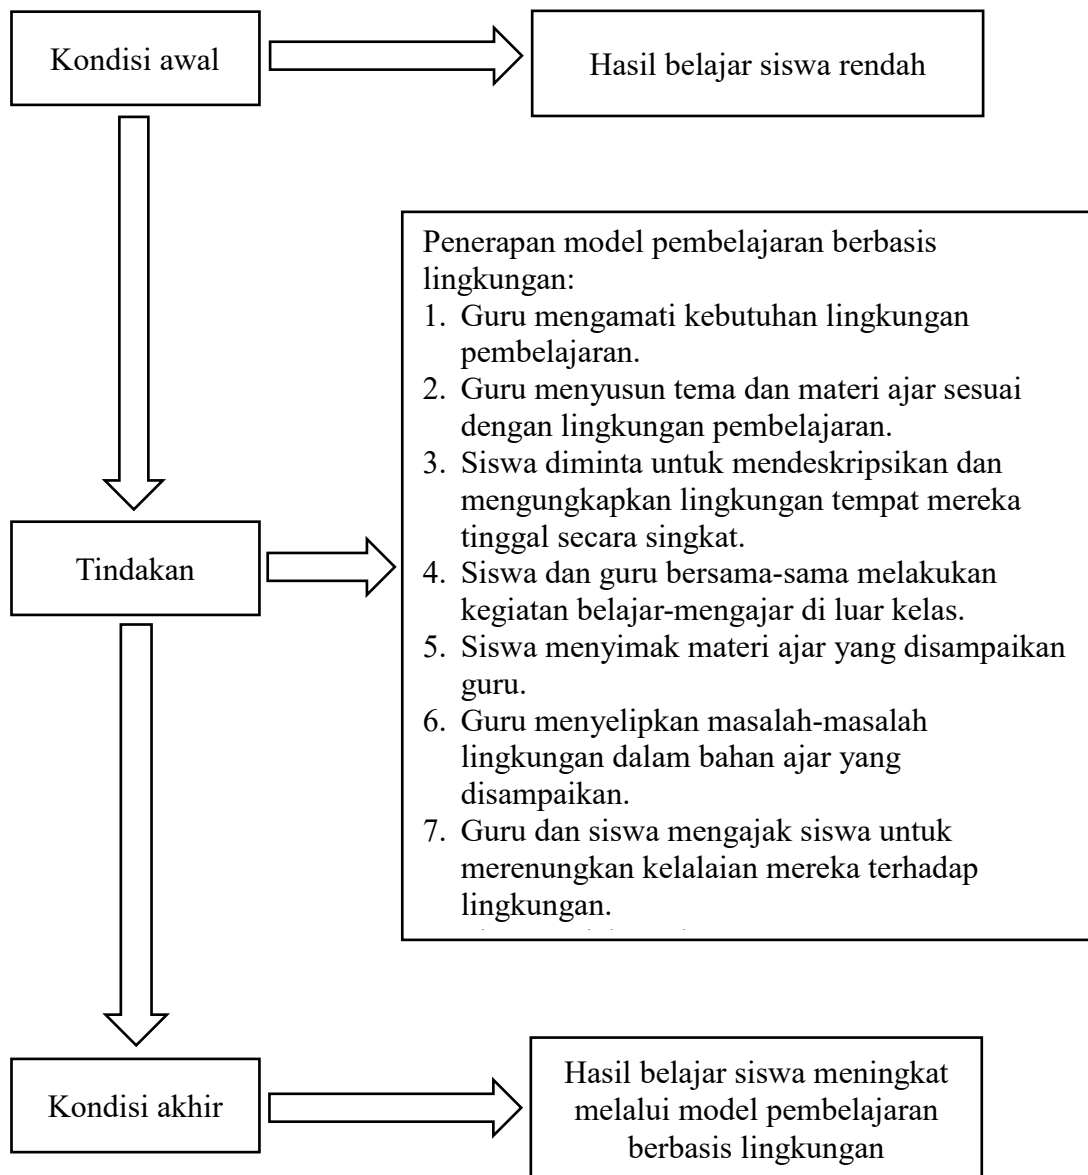 Kondisi awal
Hasil belajar siswa rendah
Penerapan model pembelajaran berbasis
lingkungan:
1. Guru mengamati kebutuhan lingkungan
pembelajaran.
2. Guru menyusun tema dan materi ajar sesuai
dengan lingkungan pembelajaran.
3. Siswa diminta untuk mendeskripsikan dan
mengungkapkan lingkungan tempat mereka
tinggal secara singkat.
4. Siswa dan guru bersama-sama melakukan
kegiatan belajar-mengajar di luar kelas.
5. Siswa menyimak materi ajar yang disampaikan
guru.
6. Guru menyelipkan masalah-masalah
lingkungan dalam bahan ajar yang
disampaikan.
7. Guru dan siswa mengajak siswa untuk
merenungkan kelalaian mereka terhadap
lingkungan.
Tindakan
Kondisi akhir
Hasil belajar siswa meningkat
melalui model pembelajaran
berbasis lingkungan